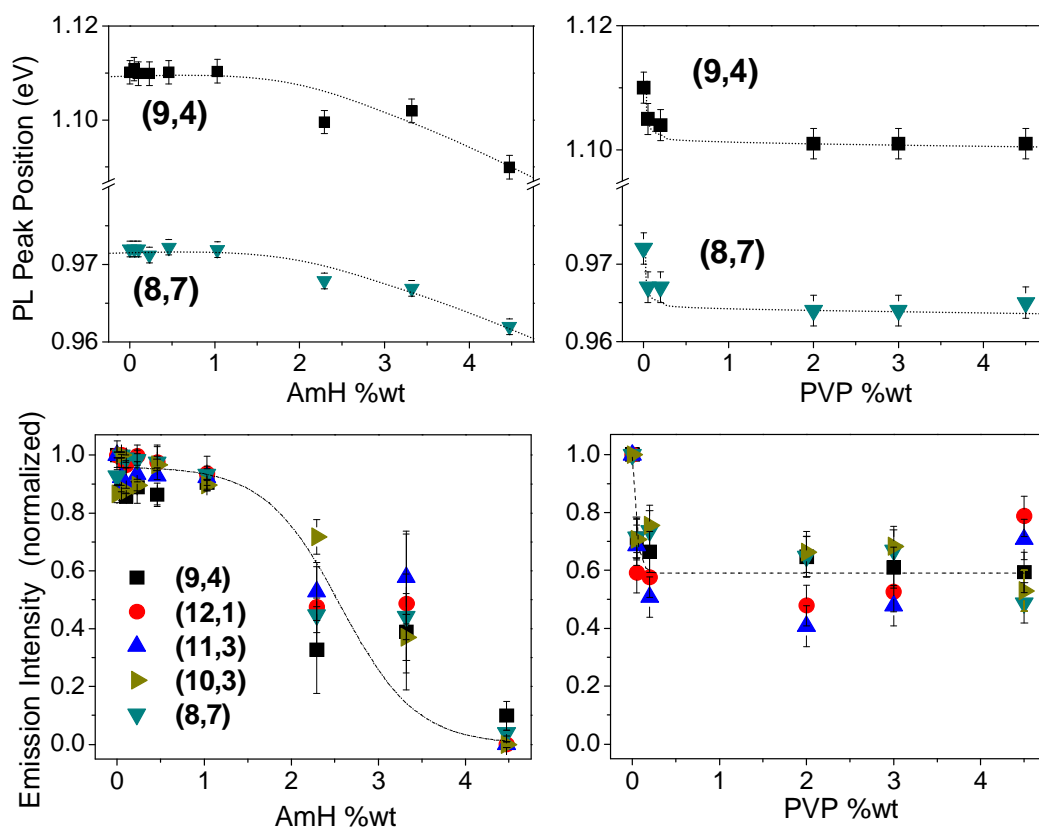 1.12
1.10
0.97
0.96
PL Peak Position (eV)
(9,4)
(8,7)
0 1 2 3 4
AmH %wt
1.12
1.10
0.97
0.96
(9,4)
(8,7)
0 1 2 3 4
PVP %wt
1.0
0.8
0.6
0.4
0.2
0.0
Emission Intensity (normalized)
(9,4)
(12,1)
(11,3)
(10,3)
(8,7)
0 1 2 3 4
AmH %wt
1.0
0.8
0.6
0.4
0.2
0.0
0 1 2 3 4
PVP %wt